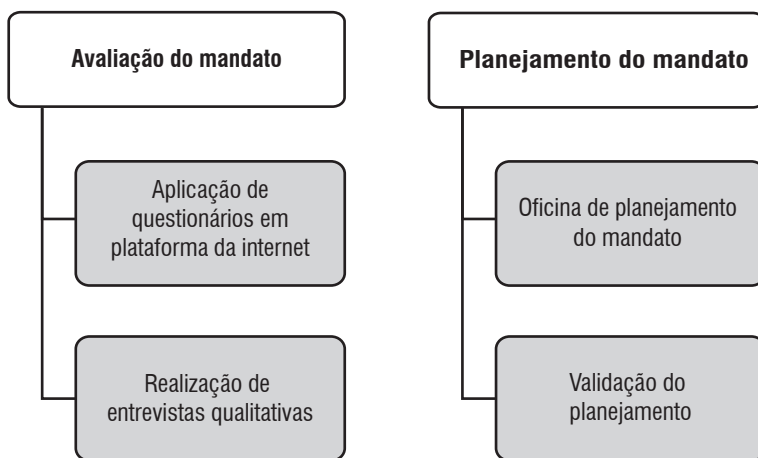 Avaliação do mandato
Aplicação de
questionários em
plataforma da internet
Realização de
entrevistas qualitativas
Planejamento do mandato
Oficina de planejamento
do mandato
Validação do
planejamento